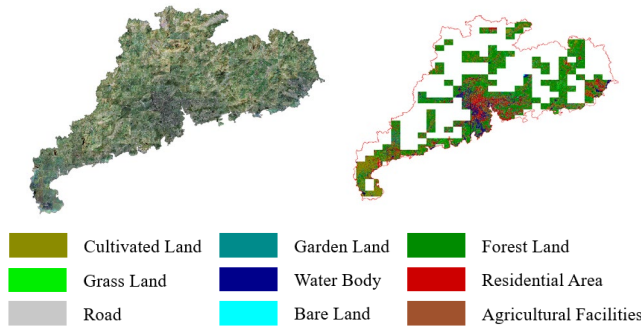 Cultivated Land Garden Land Forest Land
Grass Land Water Body Residential Area
Road Bare Land Agricultural Facilities